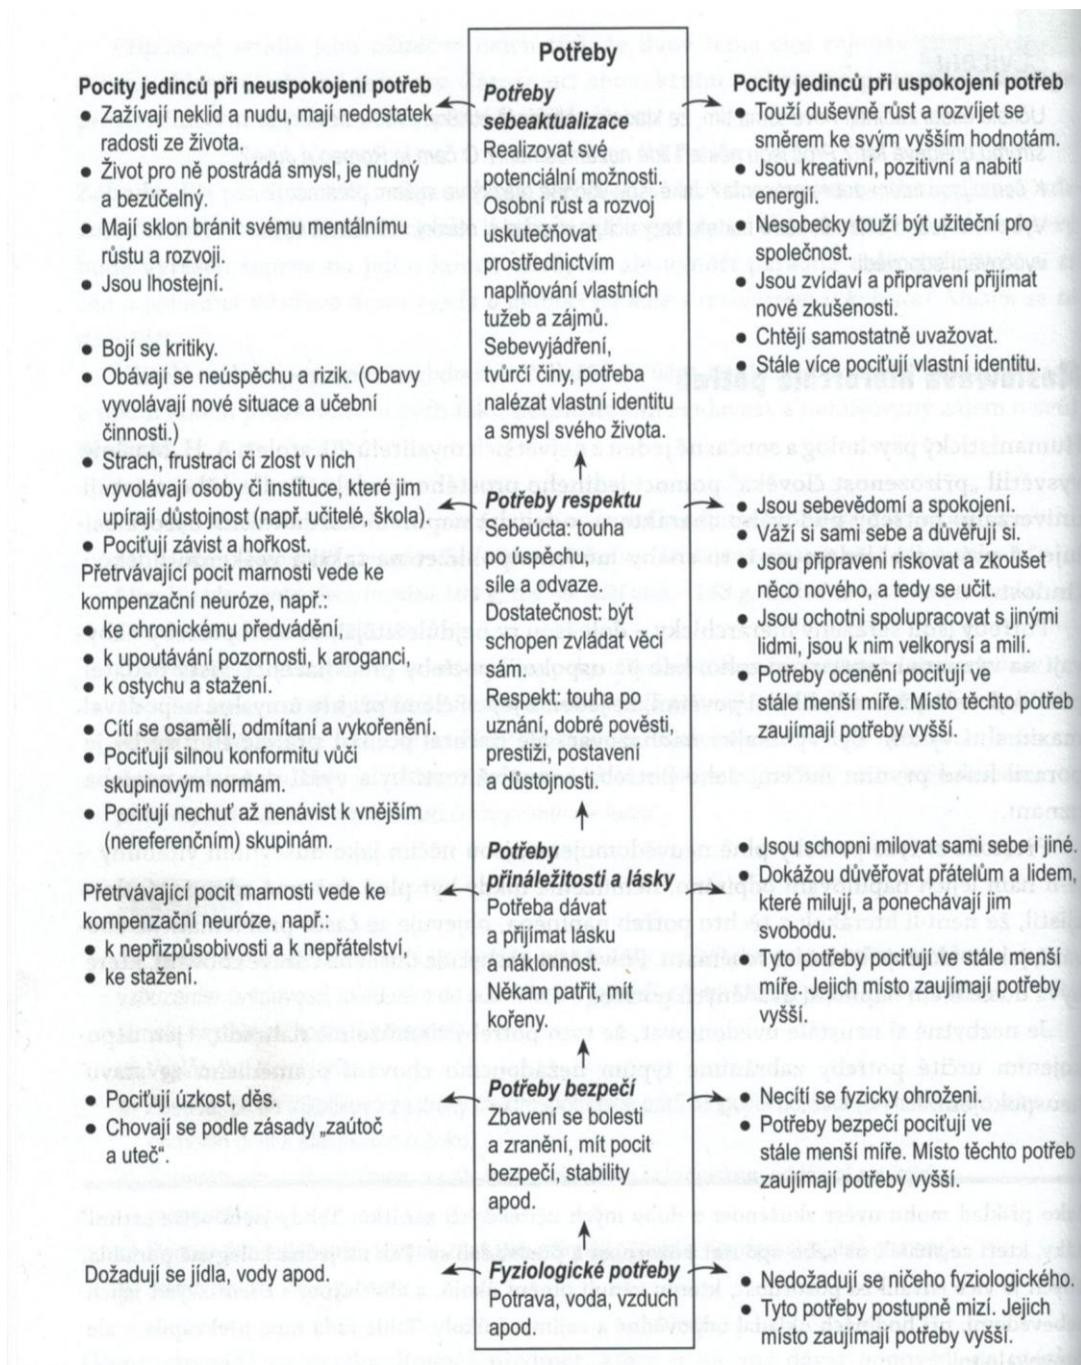 Potřeby
Pocity jedinců při neuspokojení potřeb
● Zažívají neklid a nudu, mají nedostatek
radosti ze života.
● Život pro ně postrádá smysl, je nudný
a bezúčelný.
● Mají sklon bránit svému mentálnímu
růstu a rozvoji.
● Jsou lhostejní.
● Bojí se kritiky.
● Obávají se neúspěchu a rizik. (Obavy
vyvolávají nové situace a učební
činnosti.)
● Strach, frustraci či zlost v nich
vyvolávají osoby či instituce, které jim
upírají důstojnost (např. učitelé, škola).
● Pociťují závist a hořkost.
Přetrvávající pocit marnosti vede ke
kompenzační neuróze, např.:
● ke chronickému předvádění,
● k upoutávání pozornosti, k aroganci,
● k ostychu a stažení.
● Cítí se osamělí, odmítaní a vykořenění.
● Pociťují silnou konformitu vůči
skupinovým normám.
● Pociťují nechuť až nenávist k vnějším
(nereferenčním) skupinám.
Přetrvávající pocit marnosti vede ke
kompenzační neuróze, např.:
● k nepřizpůsobivosti a k nepřátelství,
● ke stažení.
● Pociťují úzkost, děs.
● Chovají se podle zásady „zaútoč
a uteč“.
Dožadují se jídla, vody apod.
Potřeby
sebeaktualizace
Realizovat své
potenciální možnosti.
Osobní růst a rozvoj
uskutečňovat
prostřednictvím
naplňování vlastních
tužeb a zájmů.
Sebevyjádření,
tvůrčí činy, potřeba
nalézat vlastní identitu
a smysl svého života.
Potřeby respektu
Sebeúcta: touha
po úspěchu,
síle a odvaze.
Dostatečnost: být
schopen zvládat věci
sám.
Respekt: touha po
uznání, dobré pověsti,
prestiži, postavení
a důstojnosti.
Potřeby
přináležitosti a lásky
Potřeba dávat
a přijímat lásku
a náklonnost.
Někam patřit, mít
kořeny.
Potřeby bezpečí
Zbavení se bolesti
a zranění, mít pocit
bezpečí, stability
apod.
Fyziologické potřeby
Potrava, voda, vzduch
apod.
Pocity jedinců při uspokojení potřeb
● Touží duševně růst a rozvíjet se
směrem ke svým vyšším hodnotám.
● Jsou kreativní, pozitivní a nabití
energií.
● Nesobecky touží být užiteční pro
společnost.
● Jsou zvídaví a připravení přijímat
nové zkušenosti.
● Chtějí samostatně uvažovat.
● Stále více pociťují vlastní identitu.
● Jsou sebevědomí a spokojení.
● Váží si sami sebe a důvěřují si.
● Jsou připravení riskovat a zkoušet
něco nového, a tedy se učit.
● Jsou ochotni spolupracovat s jinými
lidmi, jsou k nim velkorysí a milí.
● Potřeby ocenění pociťují ve
stále menší míře. Místo těchto potřeb
zaujímají potřeby vyšší.
● Jsou schopni milovat sami sebe i jiné.
● Dokážou důvěřovat přátelům a lidem,
které milují, a ponechávají jim
svobodu.
● Tyto potřeby pociťují ve stále menší
míře. Jejich místo zaujímají potřeby
vyšší.
● Necítí se fyzicky ohroženi.
● Potřeby bezpečí pociťují ve
stále menší míře. Místo těchto potřeb
zaujímají potřeby vyšší.
● Nedožadují se ničeho fyziologického.
● Tyto potřeby postupně mizí. Jejich
místo zaujímají potřeby vyšší.